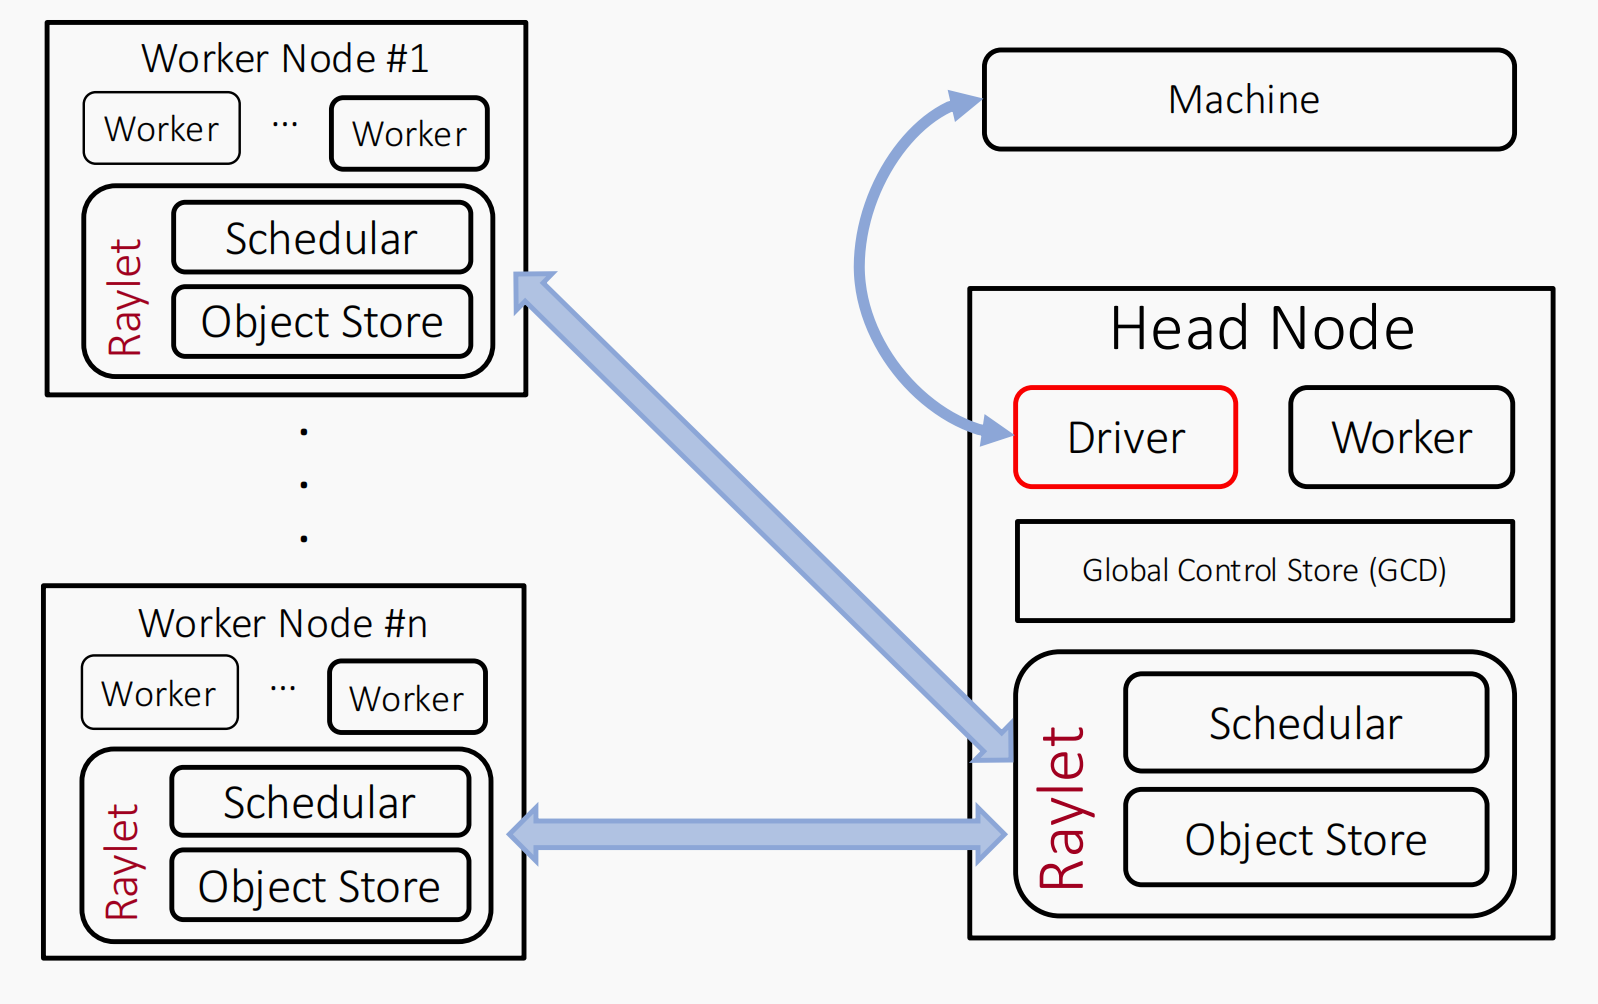 Worker Node #1
Worker
...
Worker
Raylet
Schedular
Object Store
.
.
.
Worker Node #n
Worker
...
Worker
Raylet
Schedular
Object Store
Machine
Head Node
Driver
Worker
Global Control Store (GCD)
Raylet
Schedular
Object Store